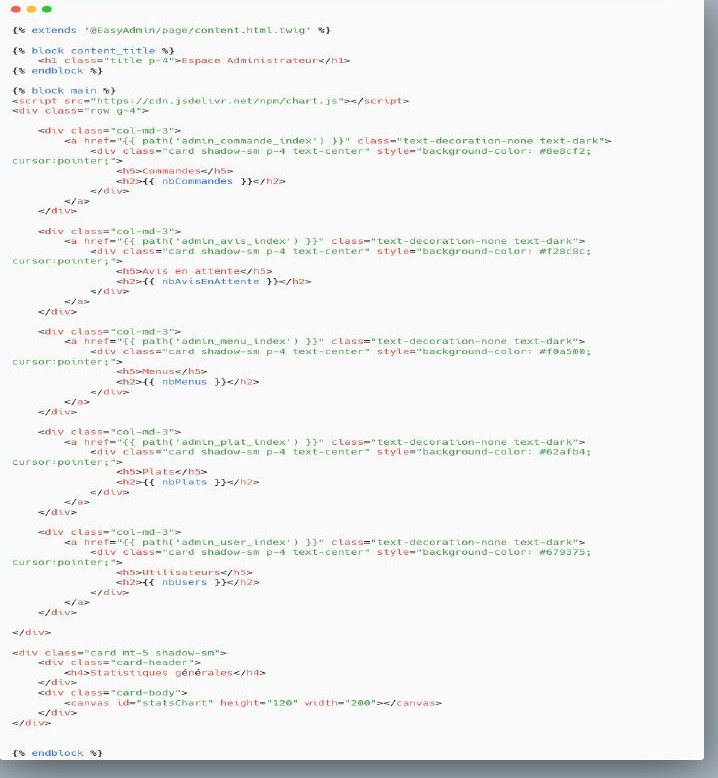 {% extends '@EasyAdmin/page/content.html.twig' %}
{% block content_title %}
<h1 class="title p-4">Espace Administrateur</h1>
{% endblock %}
{% block main %}
<script src="https://cdn.jsdelivr.net/npm/chart.js"></script>
<div class="row g-4">
<div class="col-md-3">
<a href="{{ path('admin_commande_index') }}" class="text-decoration-none text-dark">
<div class="card shadow-sm p-4 text-center" style="background-color: #8e8cf2;
cursor:pointer;">
<h5>Commandes</h5>
<h2>{{ nbCommandes }}</h2>
</div>
</a>
</div>
<div class="col-md-3">
<a href="{{ path('admin_avis_index') }}" class="text-decoration-none text-dark">
<div class="card shadow-sm p-4 text-center" style="background-color: #f28c8c;
cursor:pointer;">
<h5>Avis en attente</h5>
<h2>{{ nbAvisEnAttente }}</h2>
</div>
</a>
</div>
<div class="col-md-3">
<a href="{{ path('admin_menu_index') }}" class="text-decoration-none text-dark">
<div class="card shadow-sm p-4 text-center" style="background-color: #f0a500;
cursor:pointer;">
<h5>Menus</h5>
<h2>{{ nbMenus }}</h2>
</div>
</a>
</div>
<div class="col-md-3">
<a href="{{ path('admin_plat_index') }}" class="text-decoration-none text-dark">
<div class="card shadow-sm p-4 text-center" style="background-color: #62afb4;
cursor:pointer;">
<h5>Plats</h5>
<h2>{{ nbPlats }}</h2>
</div>
</a>
</div>
<div class="col-md-3">
<a href="{{ path('admin_user_index') }}" class="text-decoration-none text-dark">
<div class="card shadow-sm p-4 text-center" style="background-color: #679375;
cursor:pointer;">
<h5>Utilisateurs</h5>
<h2>{{ nbUsers }}</h2>
</div>
</a>
</div>
</div>
<div class="card mt-5 shadow-sm">
<div class="card-header">
<h4>Statistiques générales</h4>
</div>
<div class="card-body">
<canvas id="statsChart" height="120" width="200"></canvas>
</div>
</div>
{% endblock %}